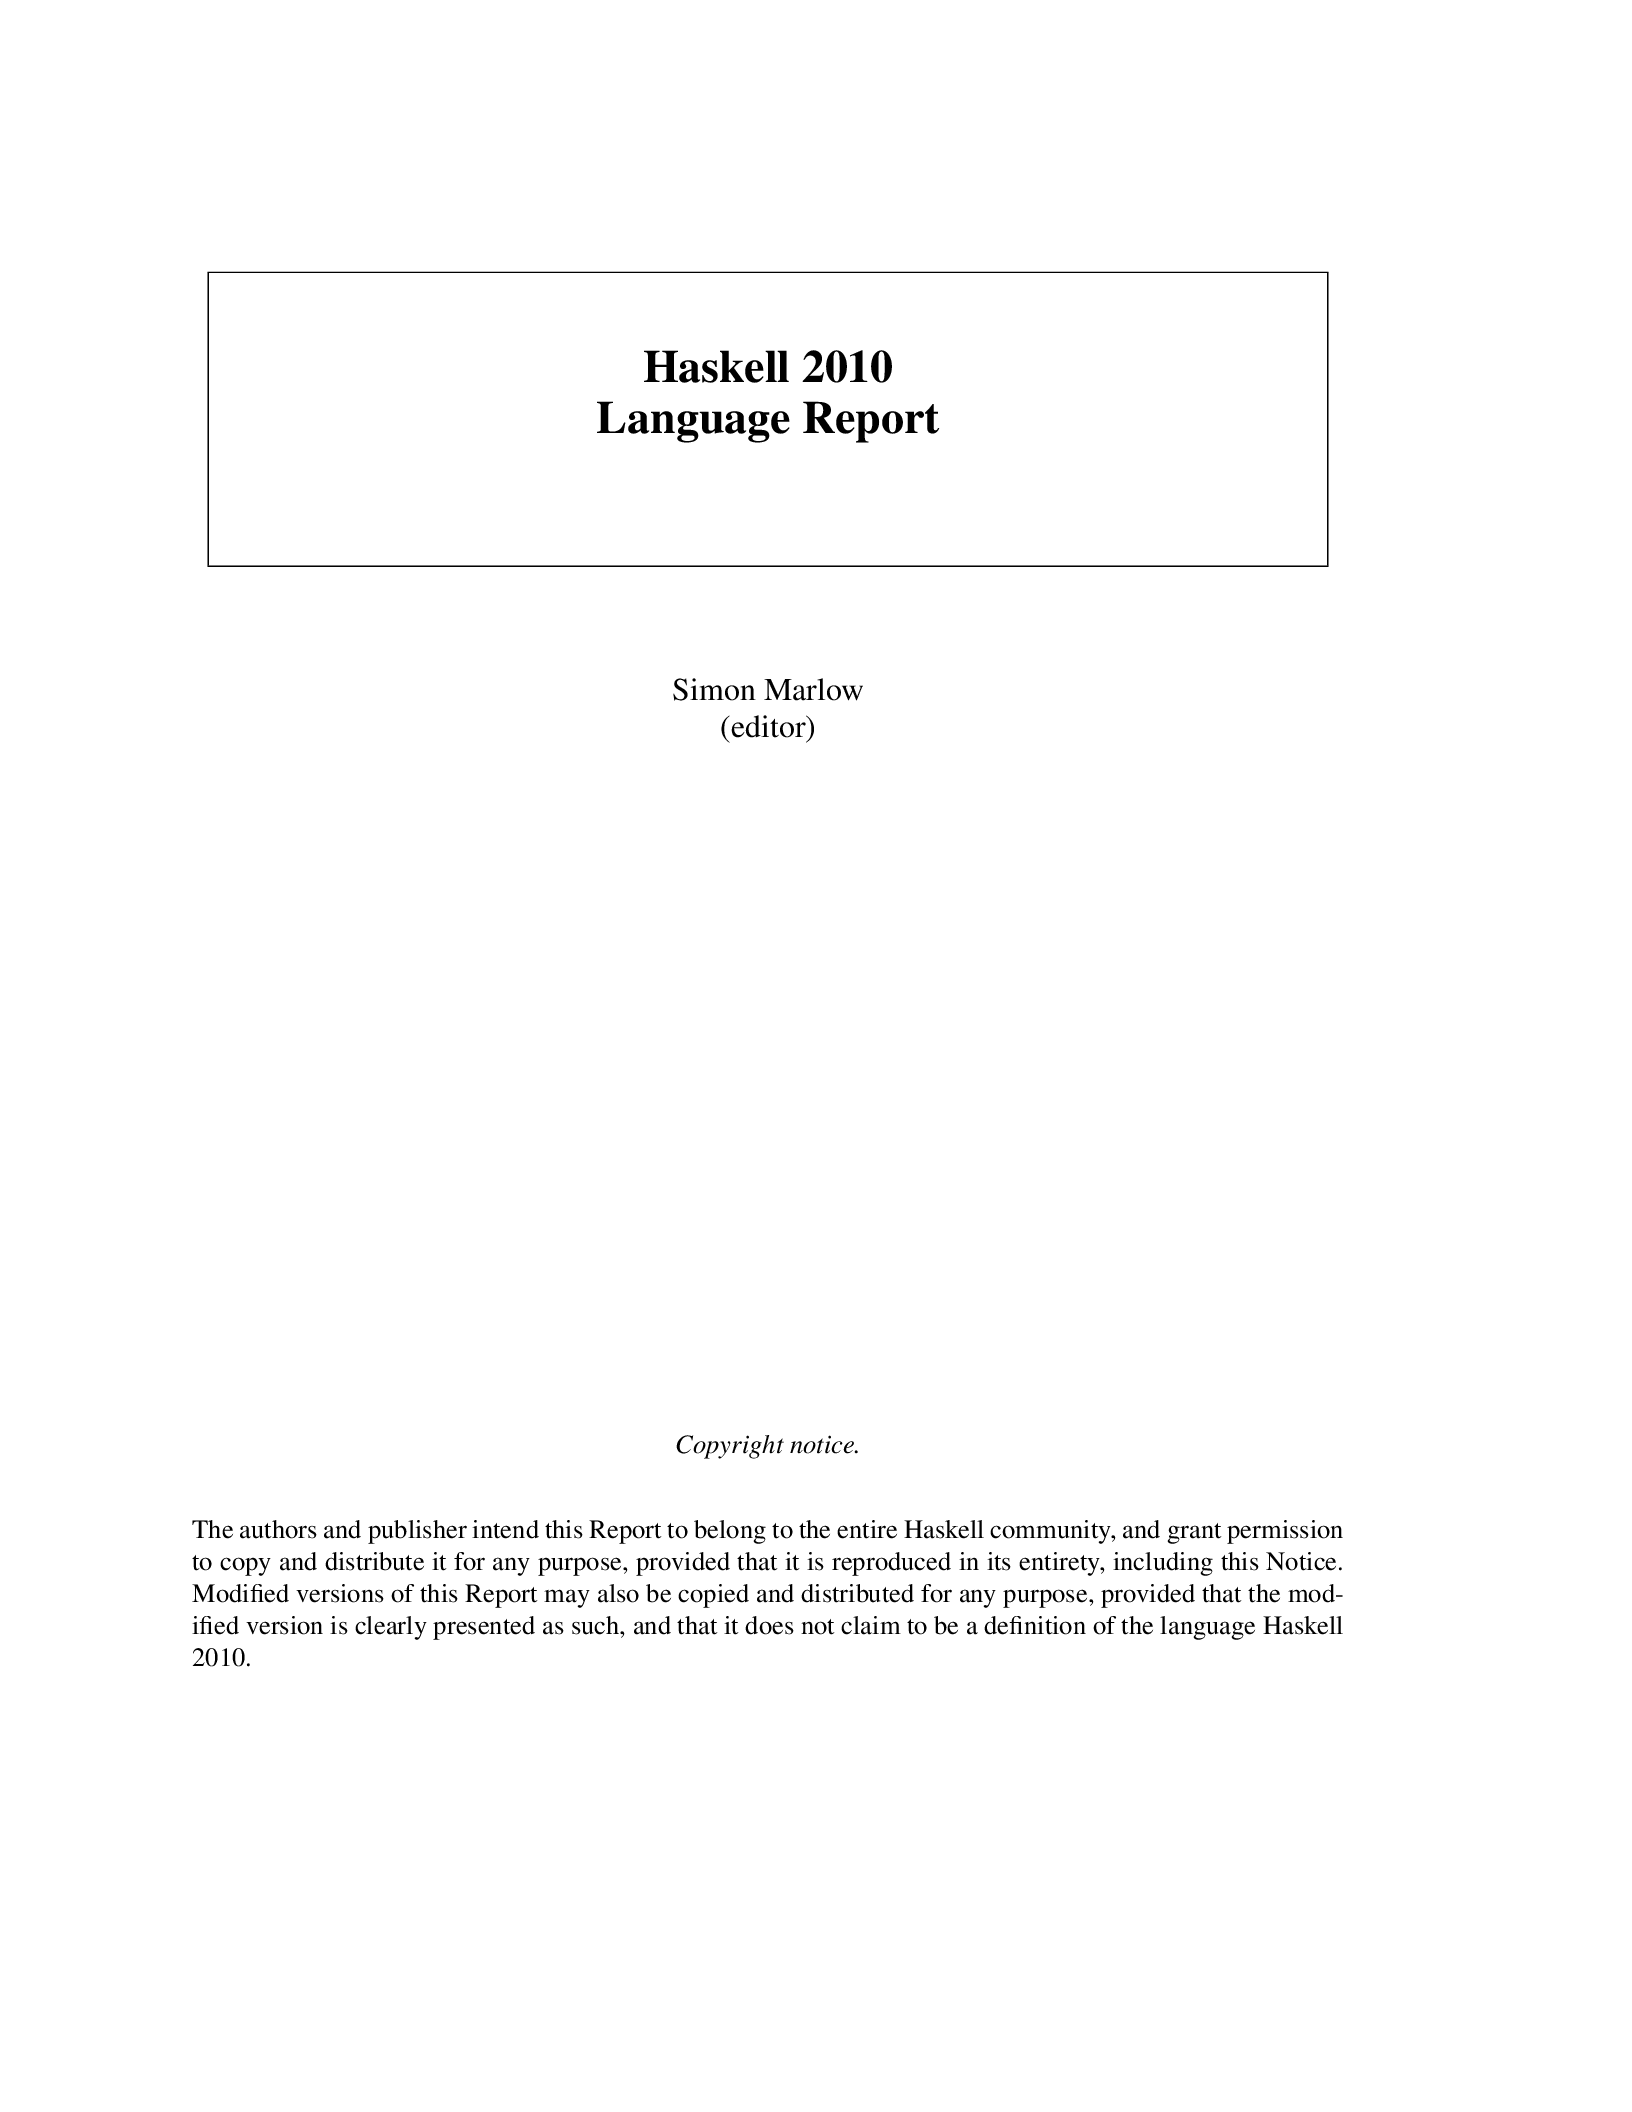 Haskell 2010
Language Report
Simon Marlow
(editor)
Copyright notice.
The authors and publisher intend this Report to belong to the entire Haskell community, and grant permission
to copy and distribute it for any purpose, provided that it is reproduced in its entirety, including this Notice.
Modified versions of this Report may also be copied and distributed for any purpose, provided that the mod-
ified version is clearly presented as such, and that it does not claim to be a definition of the language Haskell
2010.